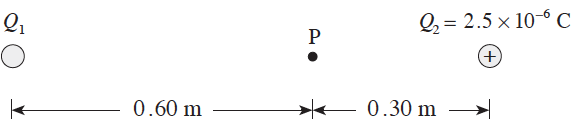 Q₁
P
Q₂ = 2.5 × 10⁻⁶ C
+
0.60 m
0.30 m